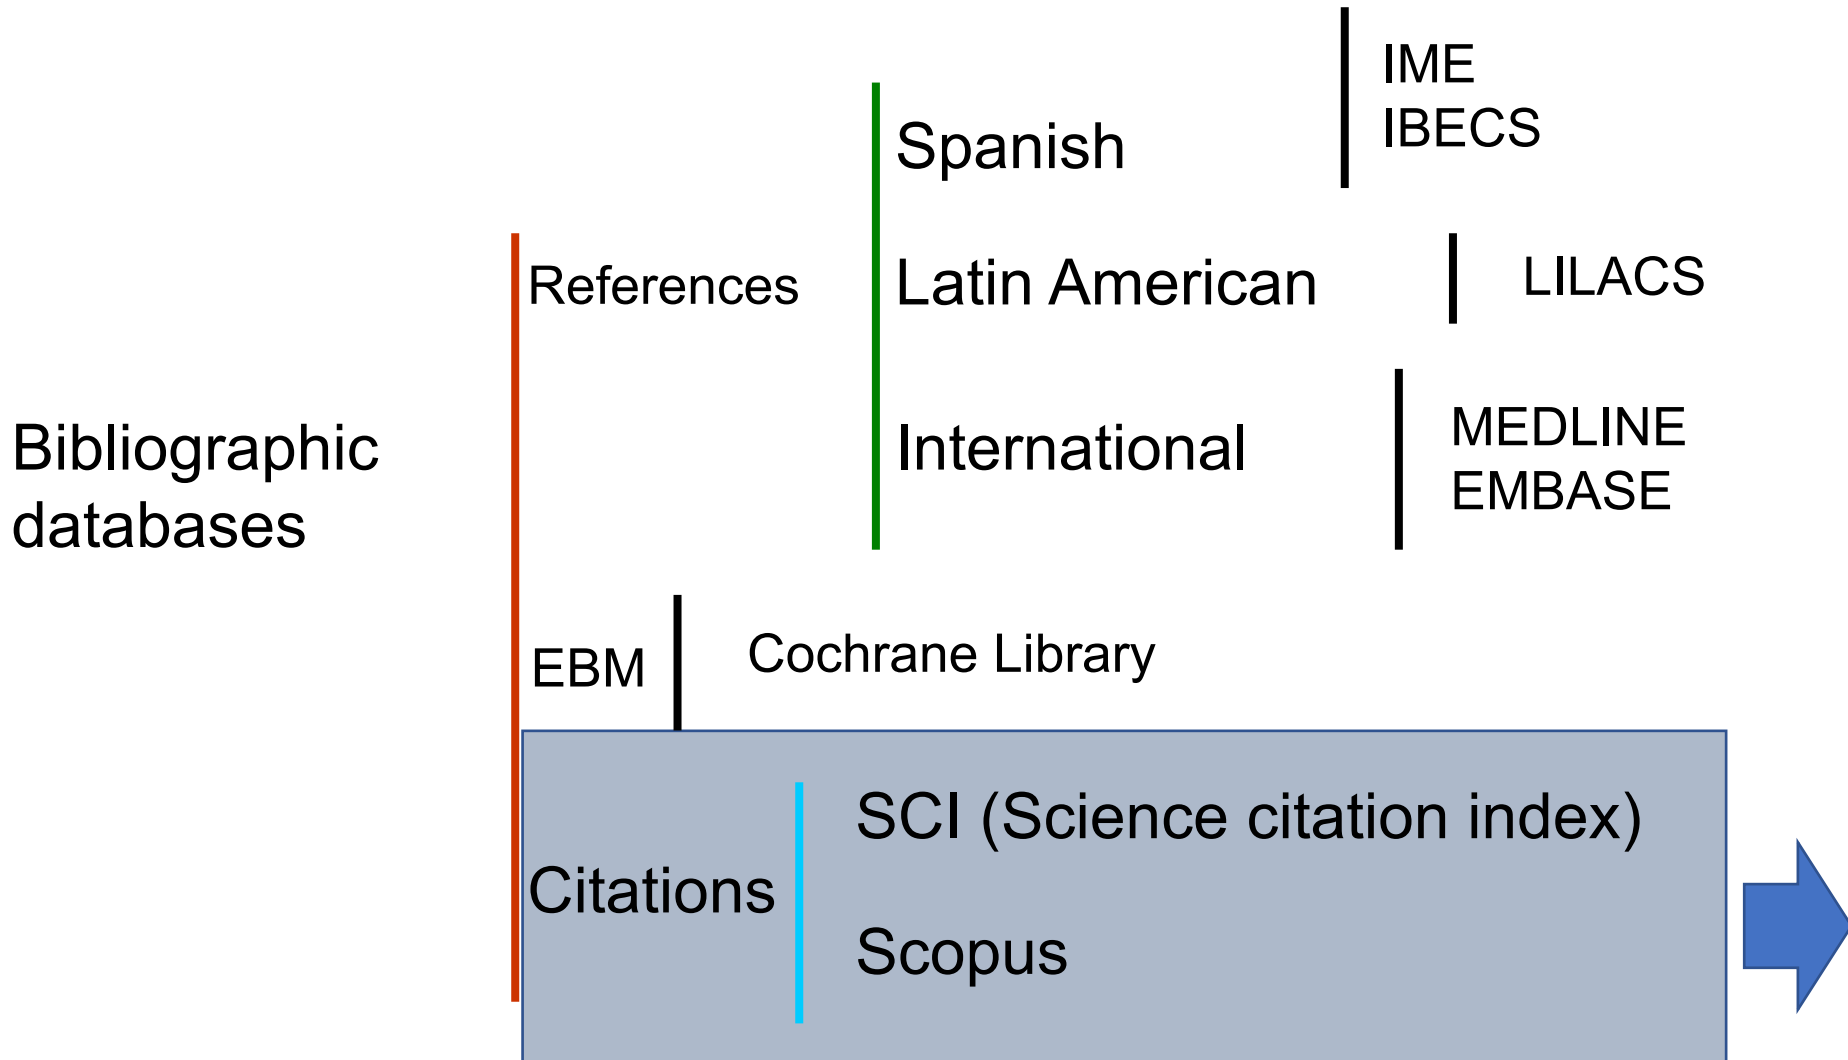 Bibliographic
databases
References
Spanish
IME
IBECS
Latin American
LILACS
International
MEDLINE
EMBASE
EBM
Cochrane Library
Citations
SCI (Science citation index)
Scopus